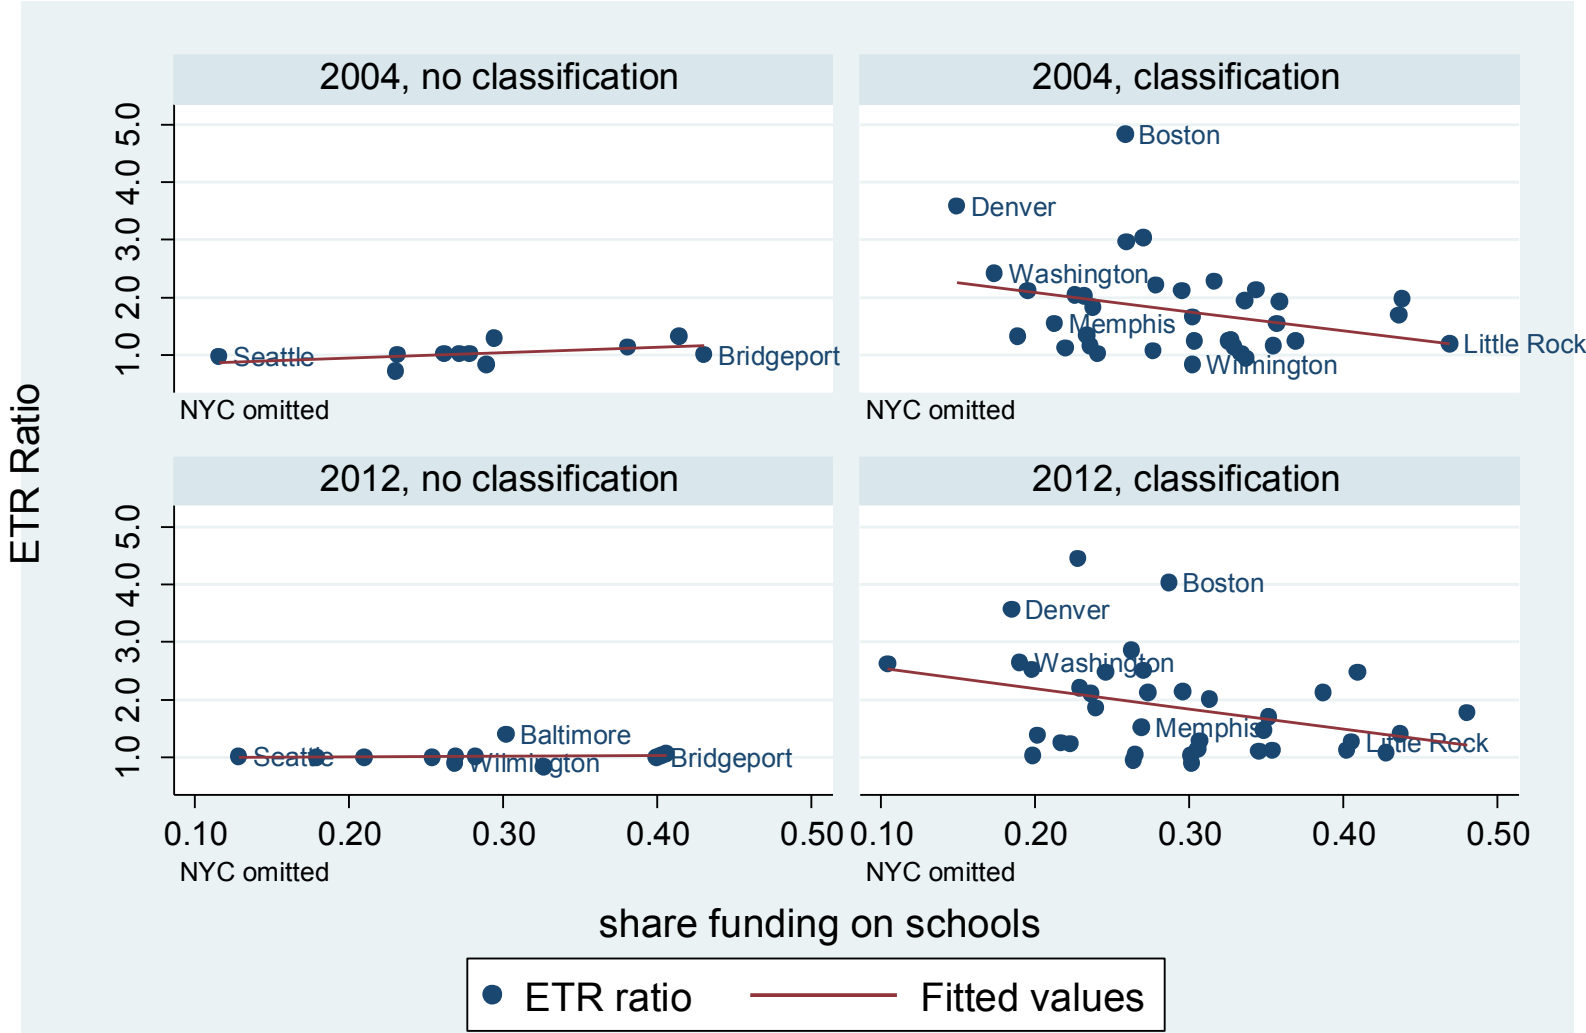 2004, no classification
2004, classification
5.0
4.0
3.0
2.0
1.0
Seattle
Bridgeport
Boston
Denver
Washington
Memphis
Little Rock
Wilmington
NYC omitted
NYC omitted
ETR Ratio
2012, no classification
2012, classification
5.0
4.0
3.0
2.0
1.0
Baltimore
Seattle
Wilmington
Bridgeport
Boston
Denver
Washington
Memphis
Little Rock
0.10 0.20 0.30 0.40 0.50
0.10 0.20 0.30 0.40 0.50
NYC omitted
NYC omitted
share funding on schools
ETR ratio
Fitted values